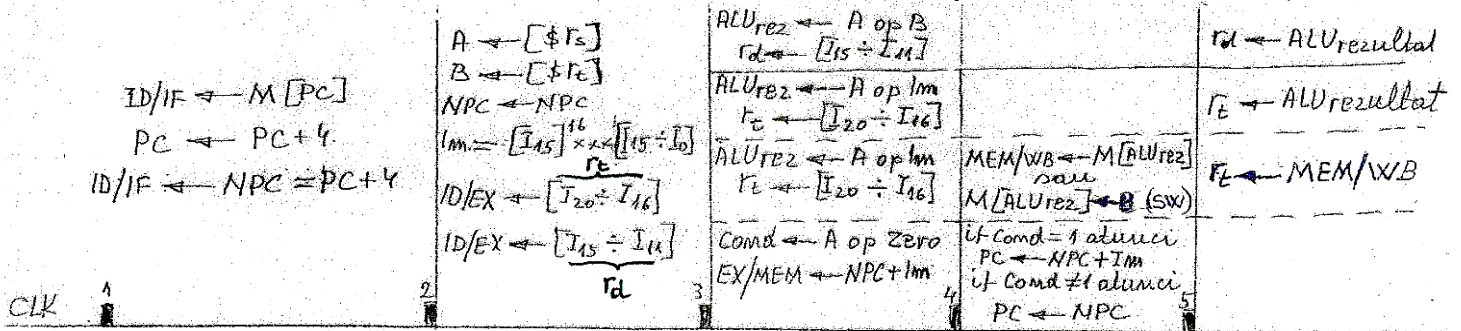 ID/IF ← M [PC]
PC ← PC + 4
ID/IF ← NPC = PC + 4
A ← [$rs]
B ← [$rt]
NPC ← NPC
Im = [I15]^16 ××× [I15 ÷ I0]
rt
ID/EX ← [I20 ÷ I16]
ID/EX ← [I15 ÷ I11]
rd
ALUrez ← A op B
rd ← [I15 ÷ I11]
ALUrez ← A op Im
rt ← [I20 ÷ I16]
ALUrez ← A op Im
rt ← [I20 ÷ I16]
Cond ← A op Zero
EX/MEM ← NPC + Im
MEM/WB ← M[ALUrez]
sau
M[ALUrez] ← B (SW)
if Cond = 1 atunci
PC ← NPC + Im
if Cond ≠ 1 atunci
PC ← NPC
rd ← ALUrezultat
rt ← ALUrezultat
rt ← MEM/WB
CLK 1 2 3 4 5